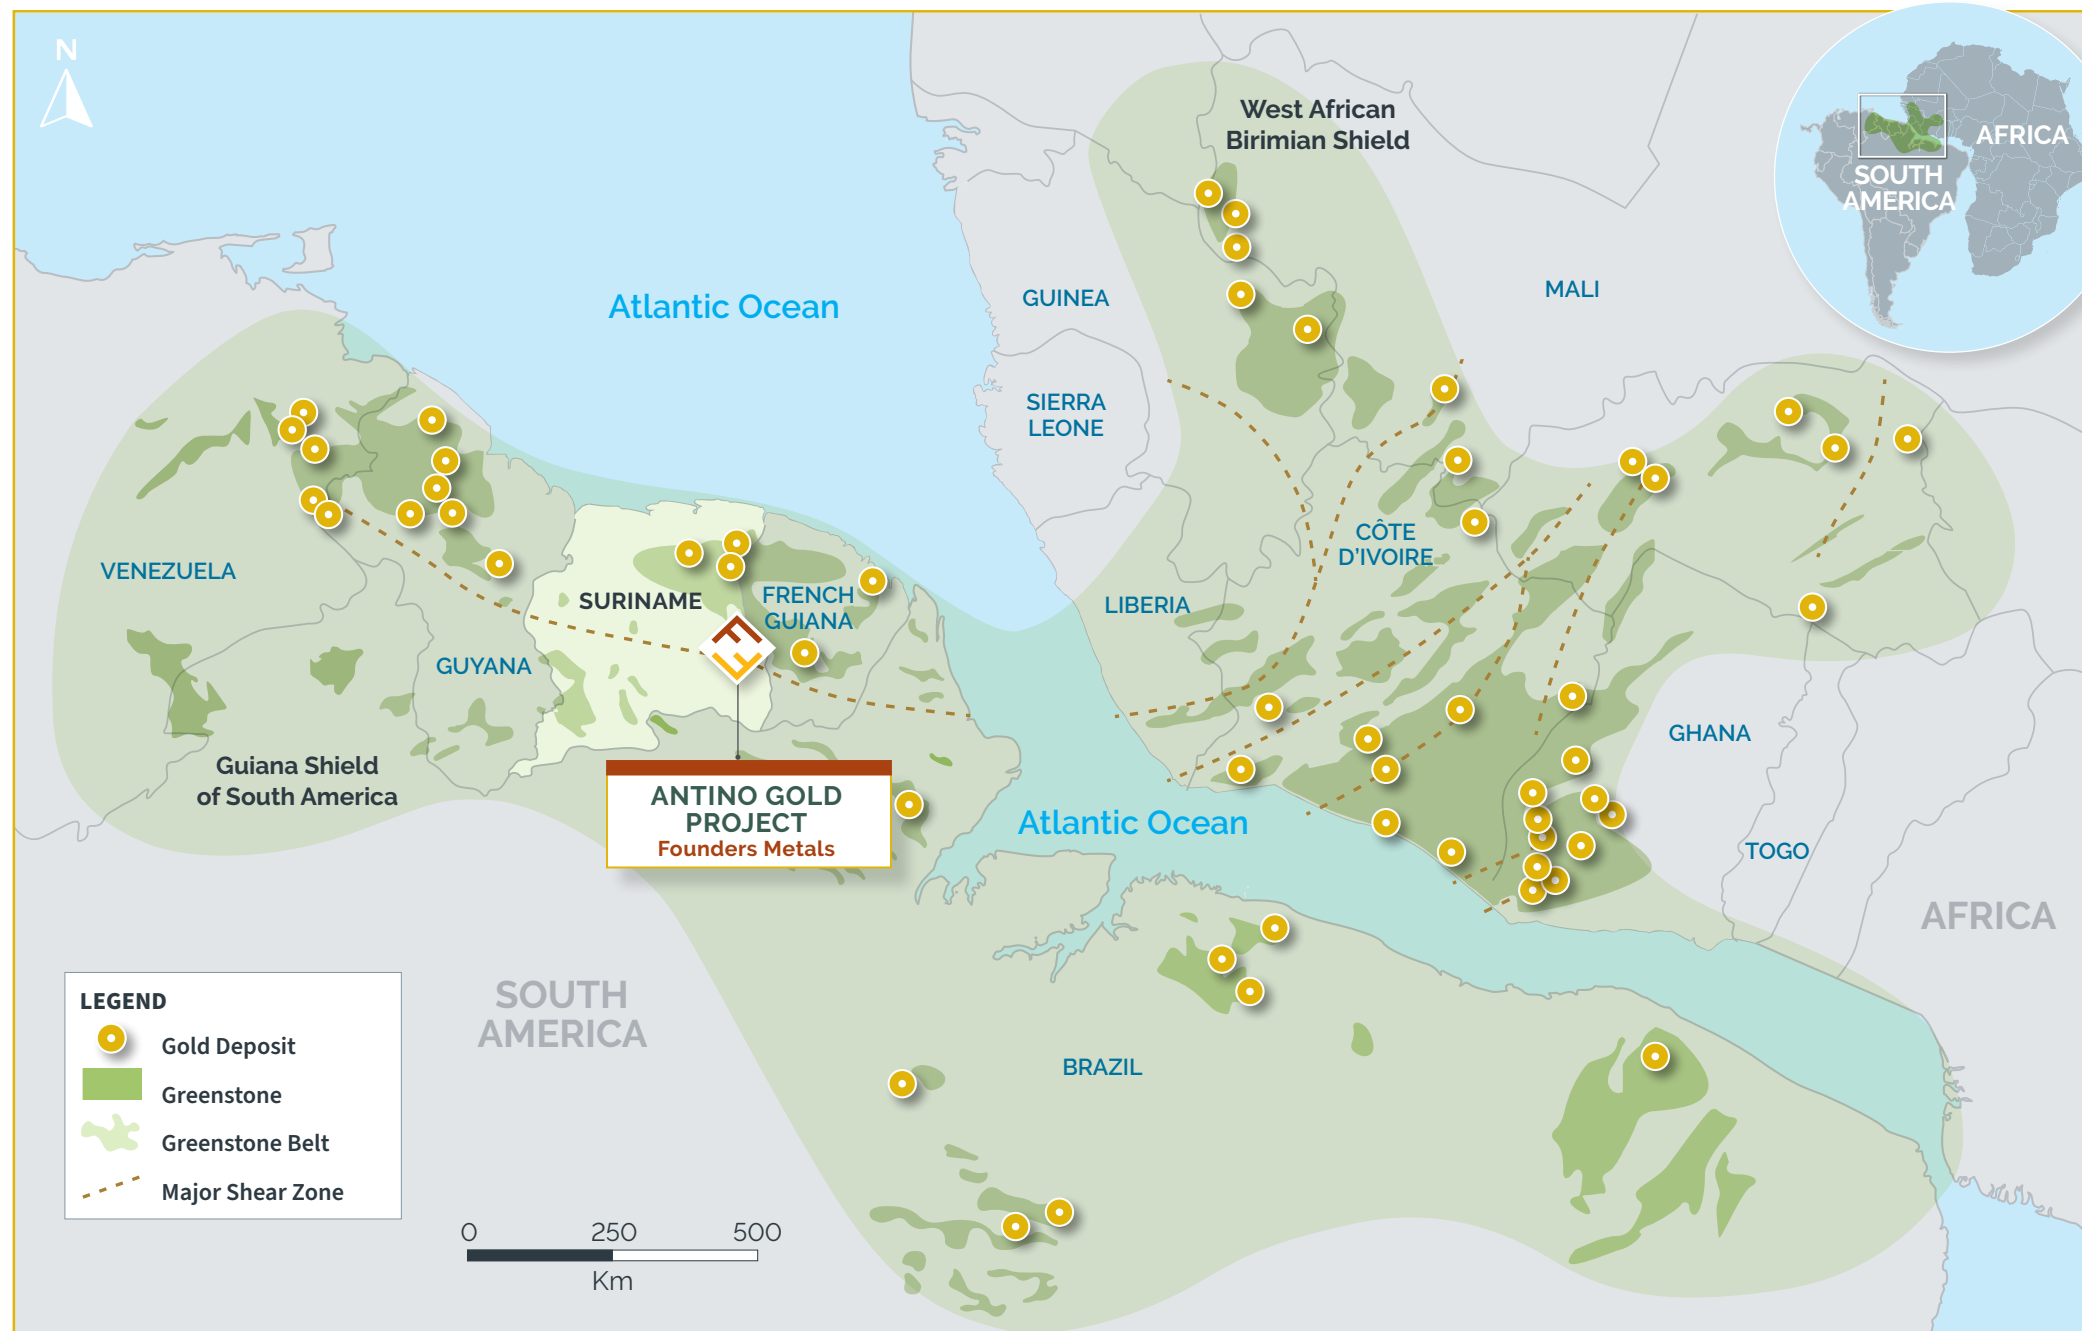 N
West African
Birimian Shield
AFRICA
SOUTH
AMERICA
Atlantic Ocean
GUINEA
MALI
SIERRA
LEONE
CÔTE
D'IVOIRE
VENEZUELA
SURINAME
FRENCH
GUIANA
LIBERIA
GUYANA
GHANA
Guiana Shield
of South America
ANTINO GOLD
PROJECT
Founders Metals
Atlantic Ocean
TOGO
AFRICA
SOUTH
AMERICA
BRAZIL
LEGEND
Gold Deposit
Greenstone
Greenstone Belt
Major Shear Zone
0 250 500
Km